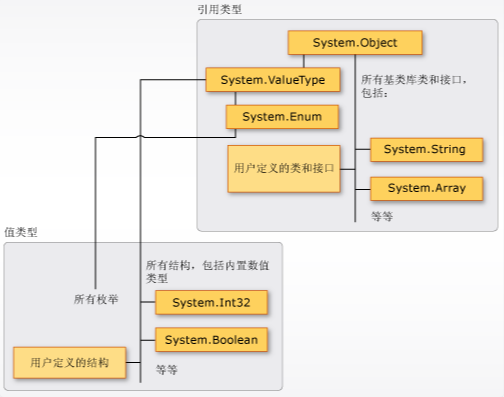 引用类型
System.Object
System.ValueType
所有基类库类和接口，
包括：
System.Enum
System.String
用户定义的类和接口
System.Array
等等
值类型
所有结构，包括内置数值
类型
所有枚举
System.Int32
System.Boolean
用户定义的结构
等等